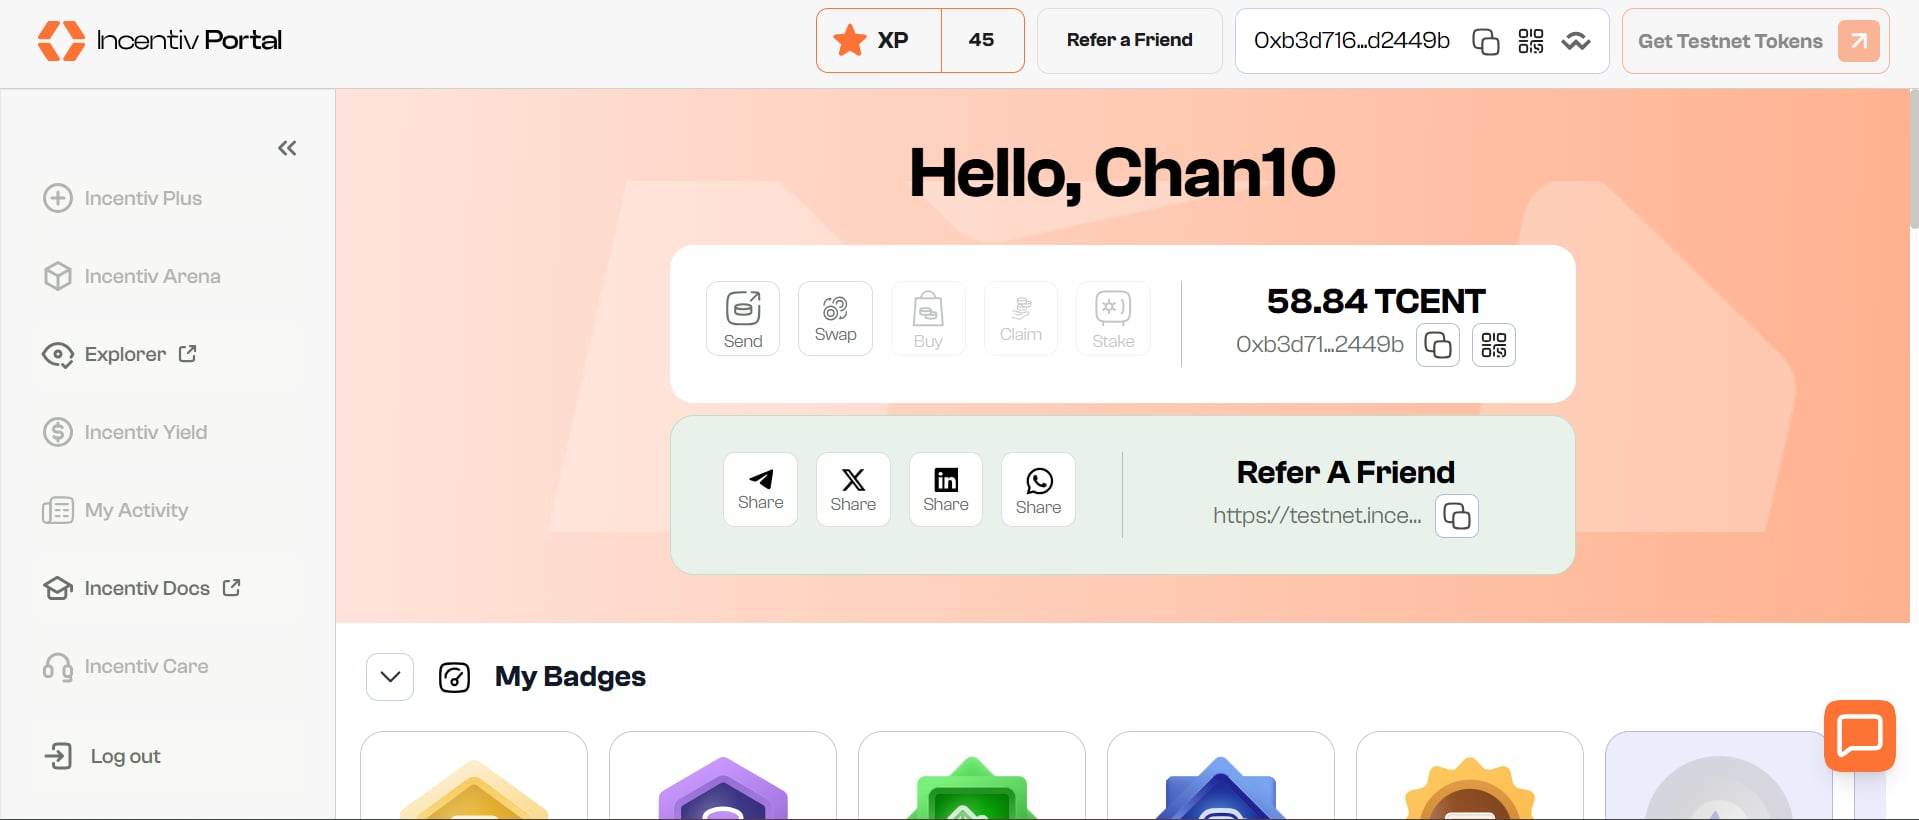 Incentiv Portal
XP 45
Refer a Friend
0xb3d716...d2449b
Get Testnet Tokens
Incentiv Plus
Incentiv Arena
Explorer
Incentiv Yield
My Activity
Incentiv Docs
Incentiv Care
Log out
Hello, Chan10
Send
Swap
Buy
Claim
Stake
58.84 TCENT
0xb3d71...2449b
Share
Share
Share
Share
Refer A Friend
https://testnet.ince...
My Badges